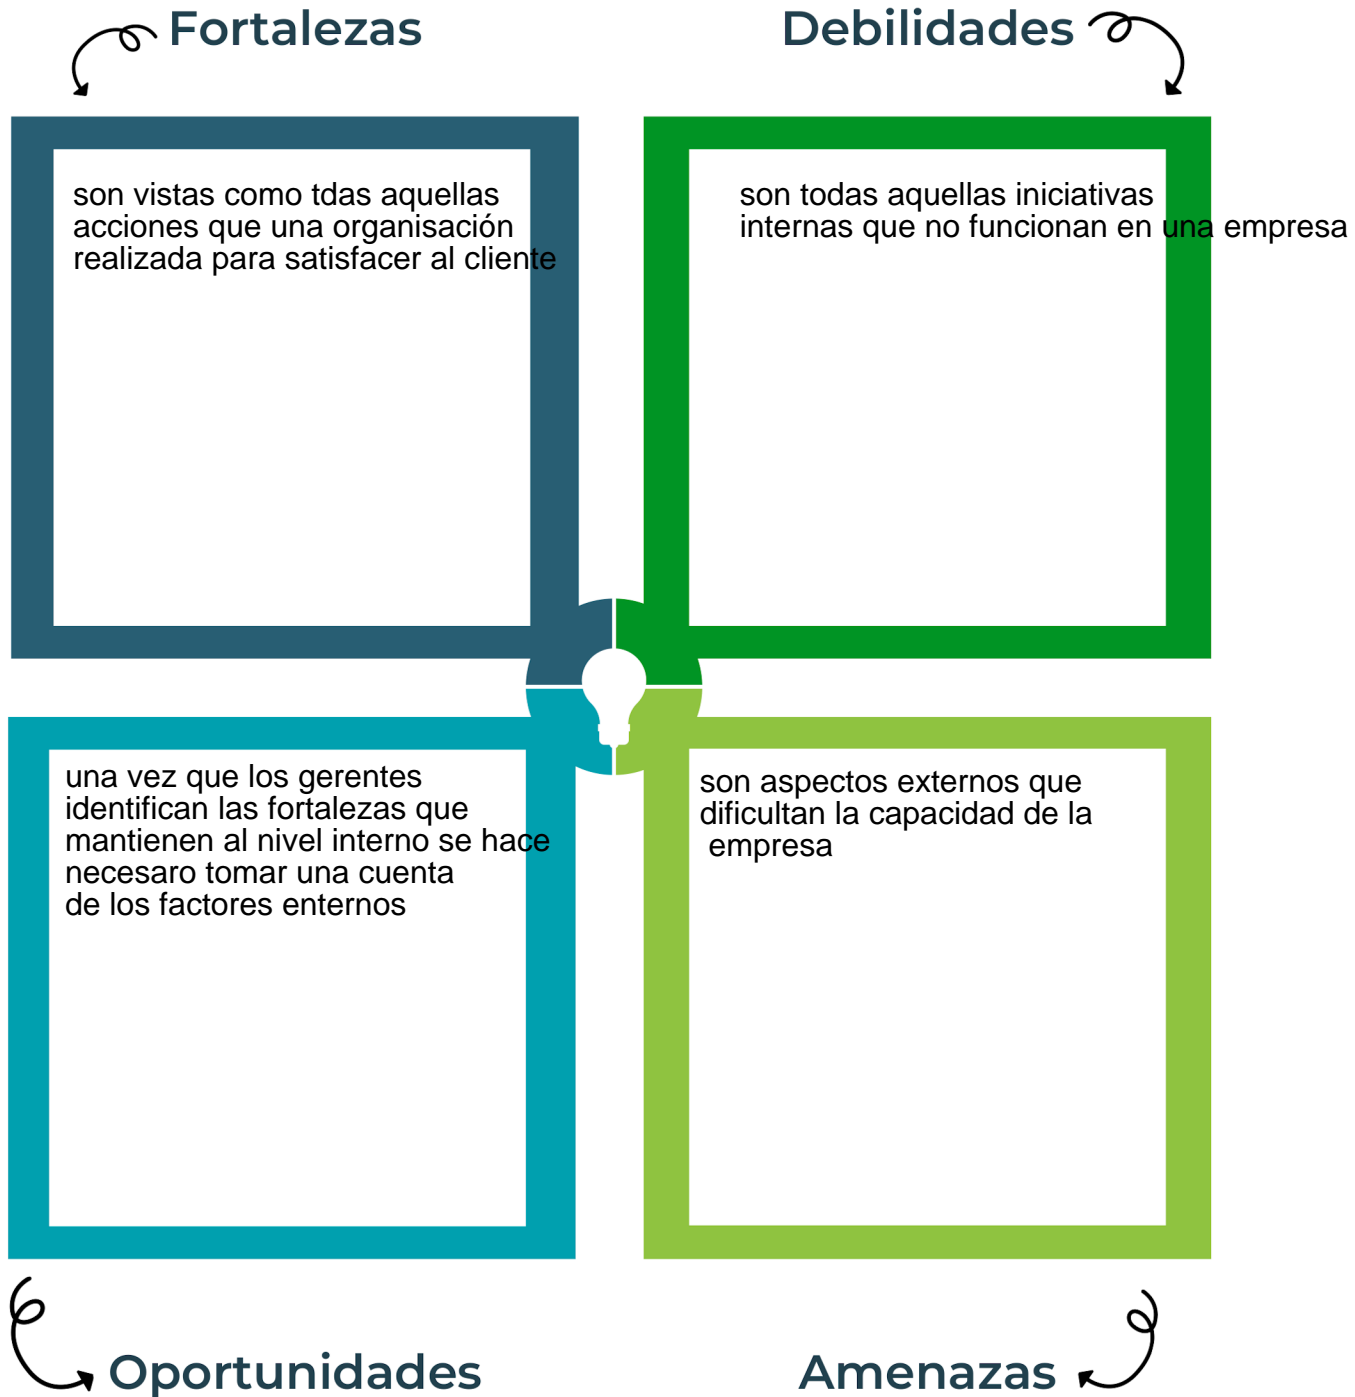 Fortalezas
son vistas como tdas aquellas
acciones que una organisación
realizada para satisfacer al cliente
Debilidades
son todas aquellas iniciativas
internas que no funcionan en una empresa
una vez que los gerentes
identifican las fortalezas que
mantienen al nivel interno se hace
necesaro tomar una cuenta
de los factores enternos
Oportunidades
son aspectos externos que
dificultan la capacidad de la
empresa
Amenazas